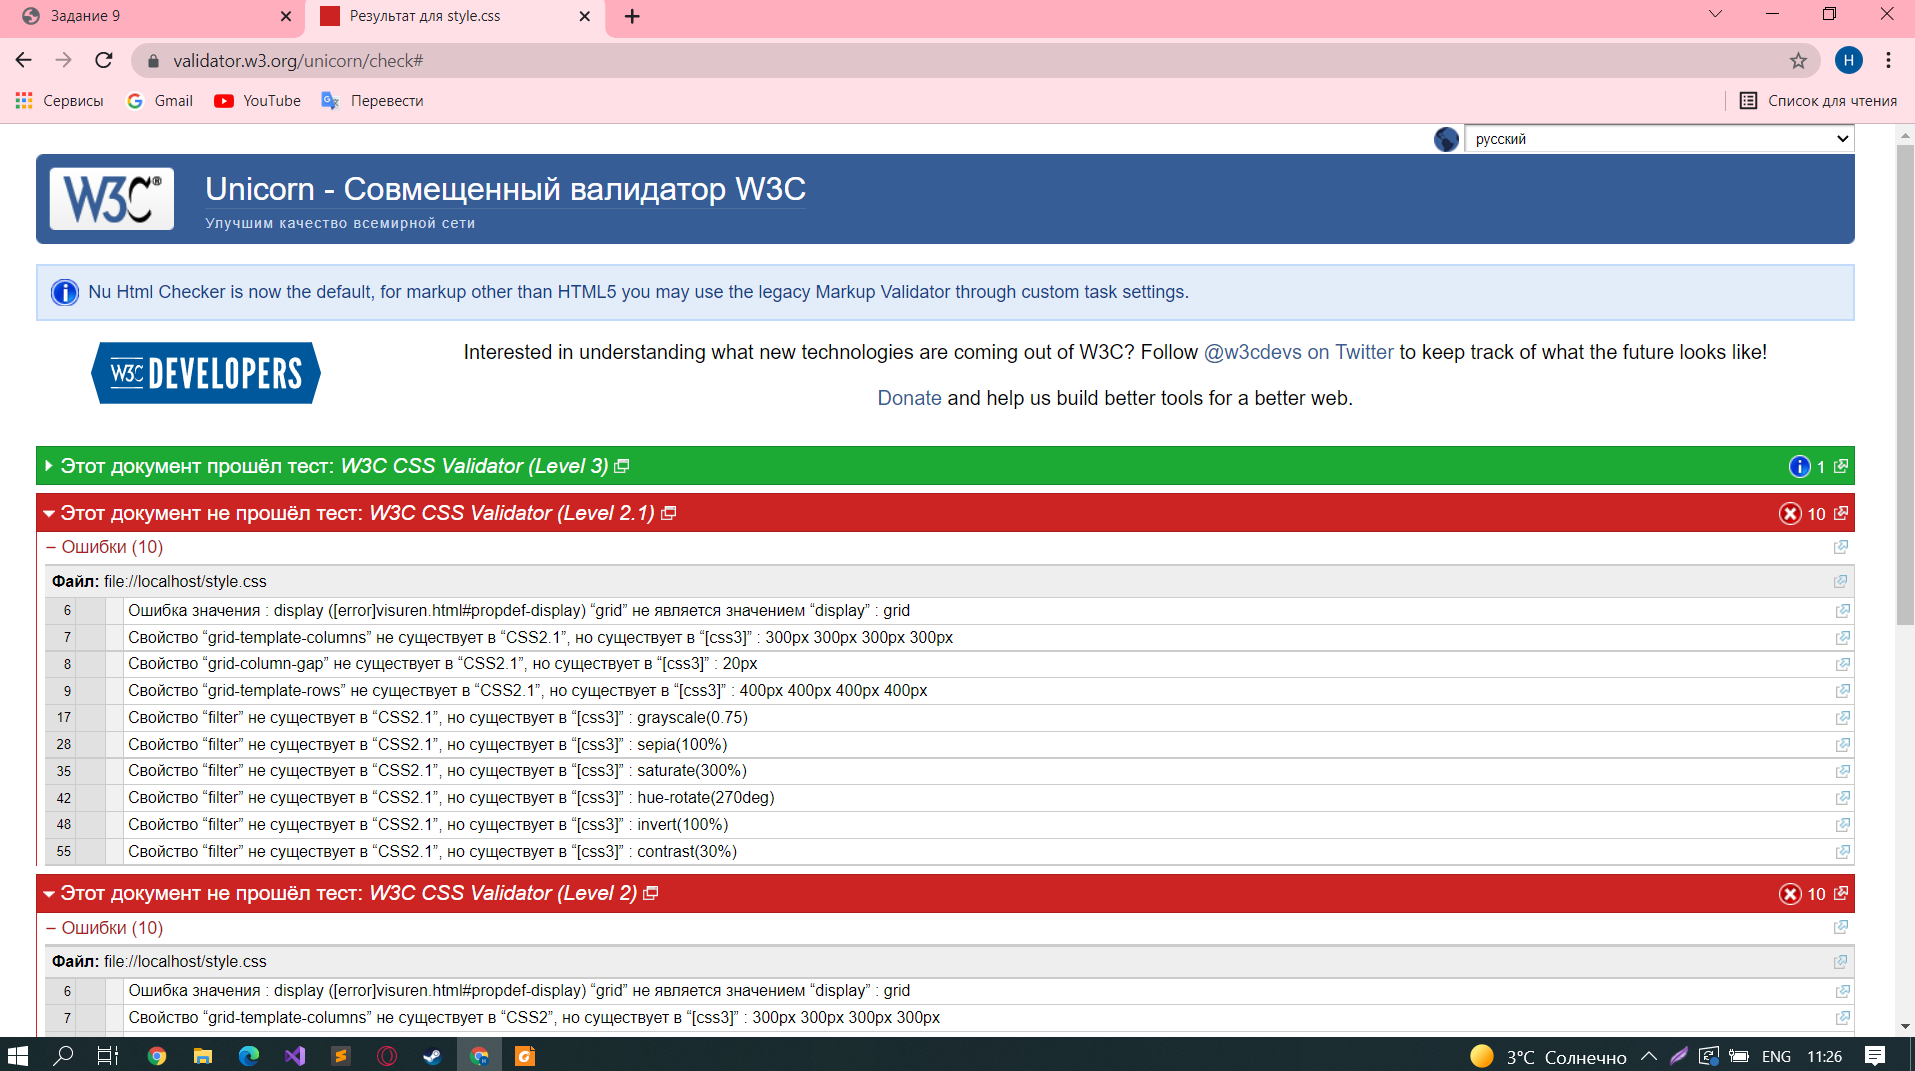 Задание 9
Результат для style.css
validator.w3.org/unicorn/check#
H
Сервисы
Gmail
YouTube
Перевести
Список для чтения
русский
W3C®
Unicorn - Совмещенный валидатор W3C
Улучшим качество всемирной сети
Nu Html Checker is now the default, for markup other than HTML5 you may use the legacy Markup Validator through custom task settings.
W3C DEVELOPERS
Interested in understanding what new technologies are coming out of W3C? Follow @w3cdevs on Twitter to keep track of what the future looks like!
Donate and help us build better tools for a better web.
Этот документ прошёл тест: W3C CSS Validator (Level 3) 1
Этот документ не прошёл тест: W3C CSS Validator (Level 2.1) 10
– Ошибки (10)
Файл: file://localhost/style.css
6 Ошибка значения : display ([error]visuren.html#propdef-display) “grid” не является значением “display” : grid
7 Свойство “grid-template-columns” не существует в “CSS2.1”, но существует в “[css3]” : 300px 300px 300px 300px
8 Свойство “grid-column-gap” не существует в “CSS2.1”, но существует в “[css3]” : 20px
9 Свойство “grid-template-rows” не существует в “CSS2.1”, но существует в “[css3]” : 400px 400px 400px 400px
17 Свойство “filter” не существует в “CSS2.1”, но существует в “[css3]” : grayscale(0.75)
28 Свойство “filter” не существует в “CSS2.1”, но существует в “[css3]” : sepia(100%)
35 Свойство “filter” не существует в “CSS2.1”, но существует в “[css3]” : saturate(300%)
42 Свойство “filter” не существует в “CSS2.1”, но существует в “[css3]” : hue-rotate(270deg)
48 Свойство “filter” не существует в “CSS2.1”, но существует в “[css3]” : invert(100%)
55 Свойство “filter” не существует в “CSS2.1”, но существует в “[css3]” : contrast(30%)
Этот документ не прошёл тест: W3C CSS Validator (Level 2) 10
– Ошибки (10)
Файл: file://localhost/style.css
6 Ошибка значения : display ([error]visuren.html#propdef-display) “grid” не является значением “display” : grid
7 Свойство “grid-template-columns” не существует в “CSS2”, но существует в “[css3]” : 300px 300px 300px 300px
3°C Солнечно
ENG
11:26